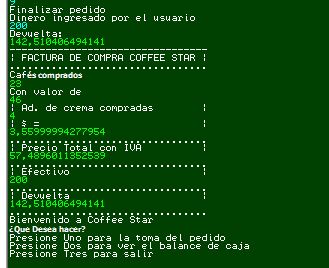 Finalizar pedido
Dinero ingresado por el usuario
200
Devuelta:
142,510406494141
| FACTURA DE COMPRA COFFEE STAR |
Cafés comprados
23
Con valor de
46
| Ad. de crema compradas |
4
| $ = |
3,55999994277954
| Precio Total con IVA |
57,4896011352539
| Efectivo |
200
| Devuelta |
142,510406494141
Bienvenido a Coffee Star
¿Que Desea hacer?
Presione Uno para la toma del pedido
Presione Dos para ver el balance de caja
Presione Tres para salir